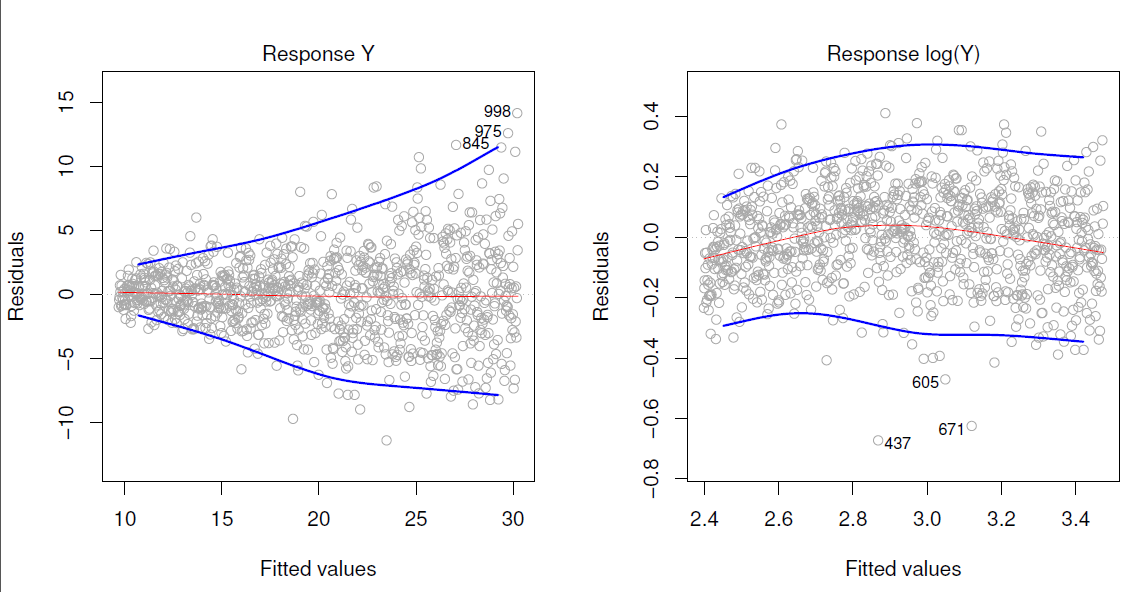 Response Y
Residuals
15
10
5
0
−5
−10
998
975
845
10 15 20 25 30
Fitted values
Response log(Y)
Residuals
0.4
0.2
0.0
−0.2
−0.4
−0.6
−0.8
605
671
437
2.4 2.6 2.8 3.0 3.2 3.4
Fitted values